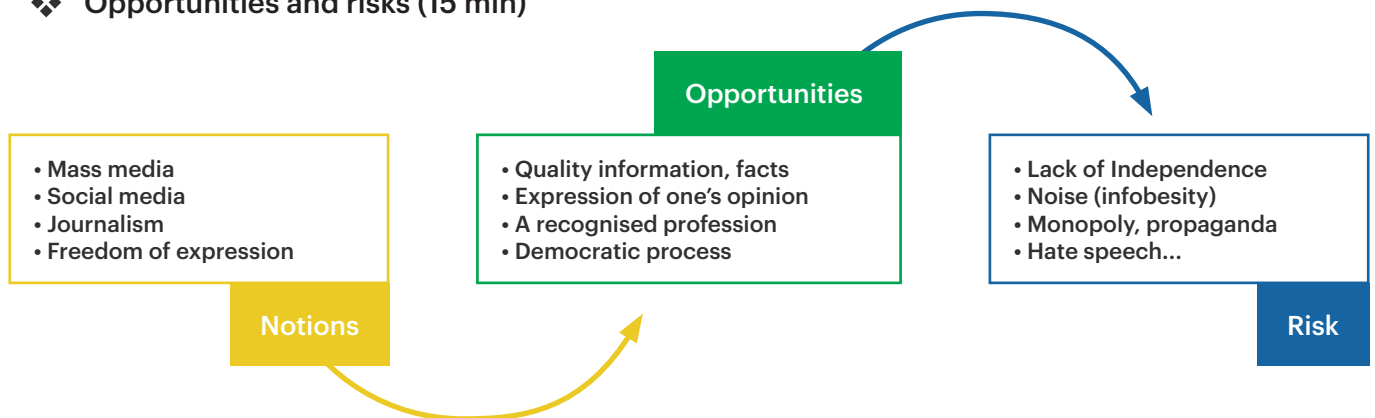 ❖ Opportunities and risks (15 min)
• Mass media
• Social media
• Journalism
• Freedom of expression
Notions
Opportunities
• Quality information, facts
• Expression of one's opinion
• A recognised profession
• Democratic process
• Lack of Independence
• Noise (infobesity)
• Monopoly, propaganda
• Hate speech...
Risk